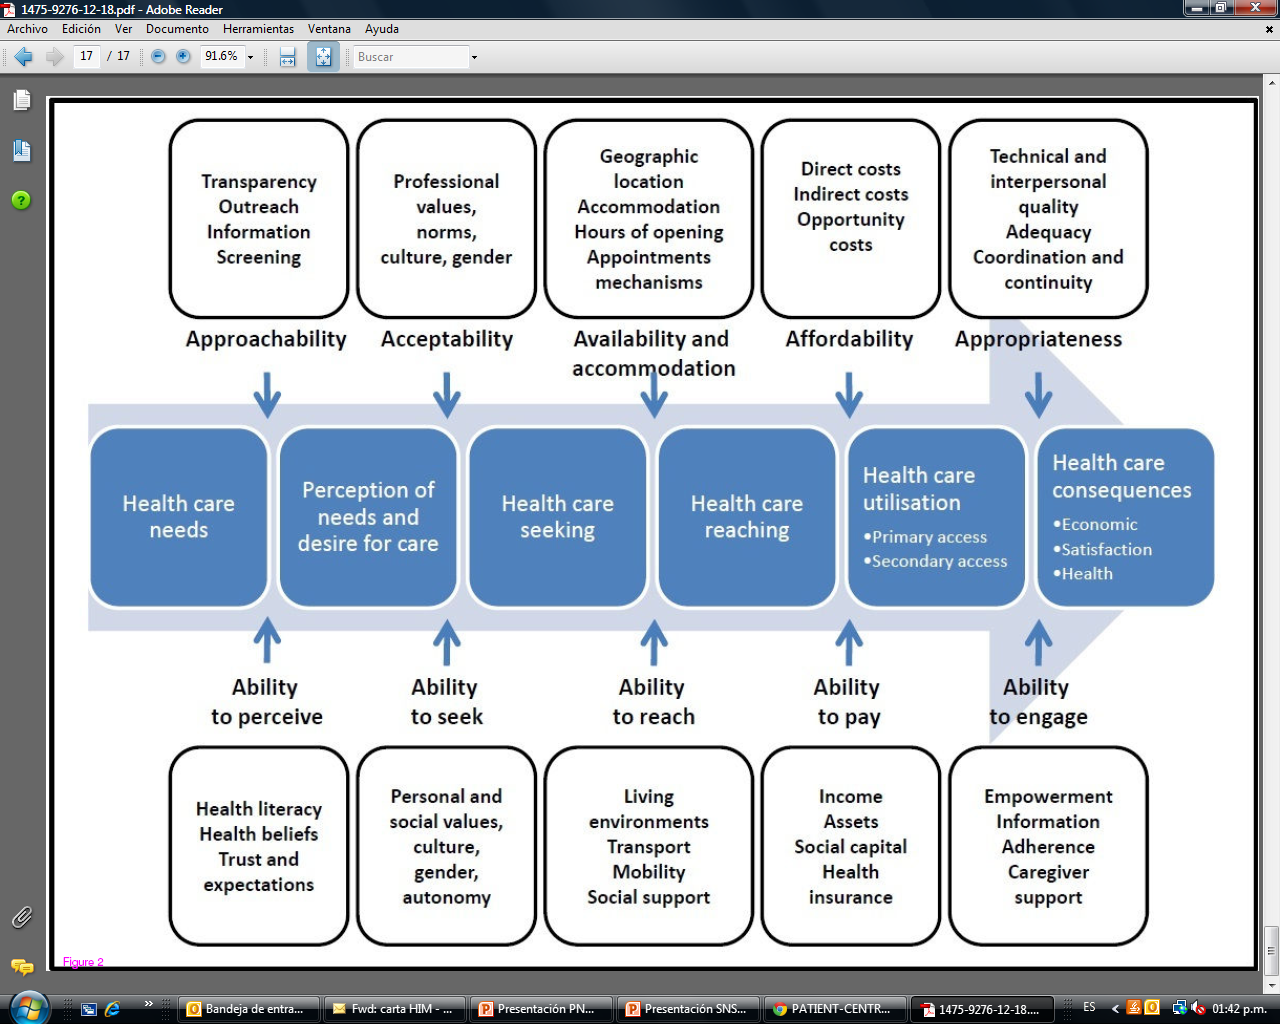 1475-9276-12-18.pdf - Adobe Reader
Archivo Edición Ver Documento Herramientas Ventana Ayuda
17 / 17 91.6% Buscar
Transparency
Outreach
Information
Screening
Professional
values,
norms,
culture, gender
Geographic
location
Accommodation
Hours of opening
Appointments
mechanisms
Direct costs
Indirect costs
Opportunity
costs
Technical and
interpersonal
quality
Adequacy
Coordination and
continuity
Approachability
Acceptability
Availability and
accommodation
Affordability
Appropriateness
Health care
needs
Perception of
needs and
desire for care
Health care
seeking
Health care
reaching
Health care
utilisation
•Primary access
•Secondary access
Health care
consequences
•Economic
•Satisfaction
•Health
Ability
to perceive
Ability
to seek
Ability
to reach
Ability
to pay
Ability
to engage
Health literacy
Health beliefs
Trust and
expectations
Personal and
social values,
culture,
gender,
autonomy
Living
environments
Transport
Mobility
Social support
Income
Assets
Social capital
Health
insurance
Empowerment
Information
Adherence
Caregiver
support
Figure 2
Bandeja de entra... Fwd: carta HIM - ... Presentación PN... Presentación SNS... PATIENT-CENTR... 1475-9276-12-18.... ES 01:42 p.m.